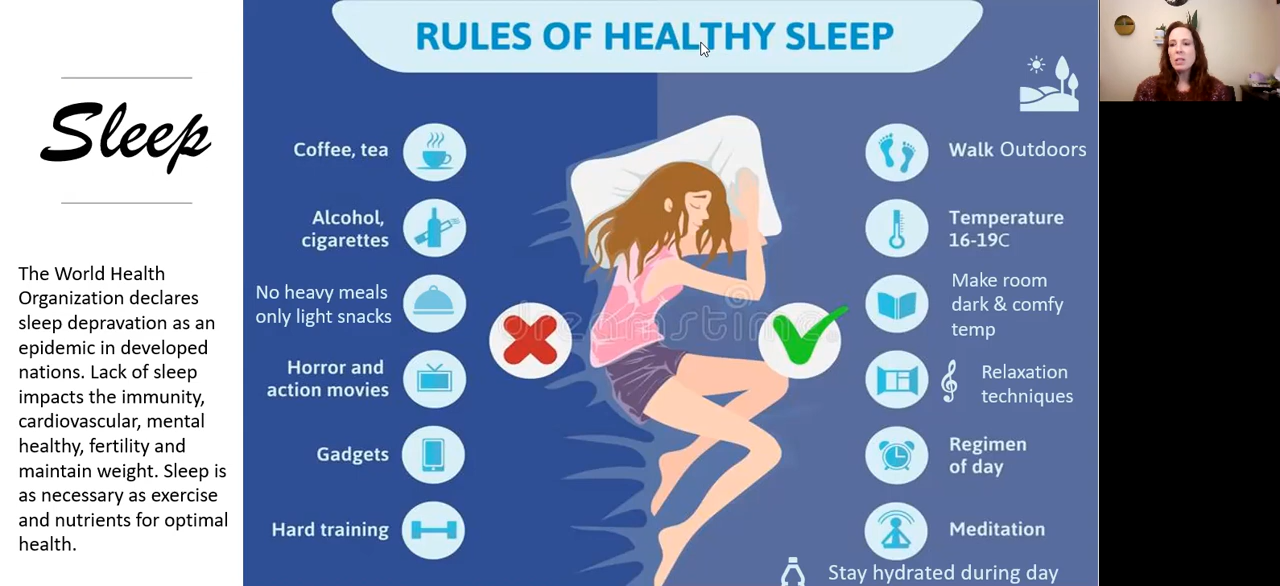 RULES OF HEALTHY SLEEP
Sleep
The World Health
Organization declares
sleep depravation as an
epidemic in developed
nations. Lack of sleep
impacts the immunity,
cardiovascular, mental
healthy, fertility and
maintain weight. Sleep is
as necessary as exercise
and nutrients for optimal
health.
Coffee, tea
Alcohol,
cigarettes
No heavy meals
only light snacks
Horror and
action movies
Gadgets
Hard training
dreamstime
Walk Outdoors
Temperature
16-19C
Make room
dark & comfy
temp
Relaxation
techniques
Regimen
of day
Meditation
Stay hydrated during day